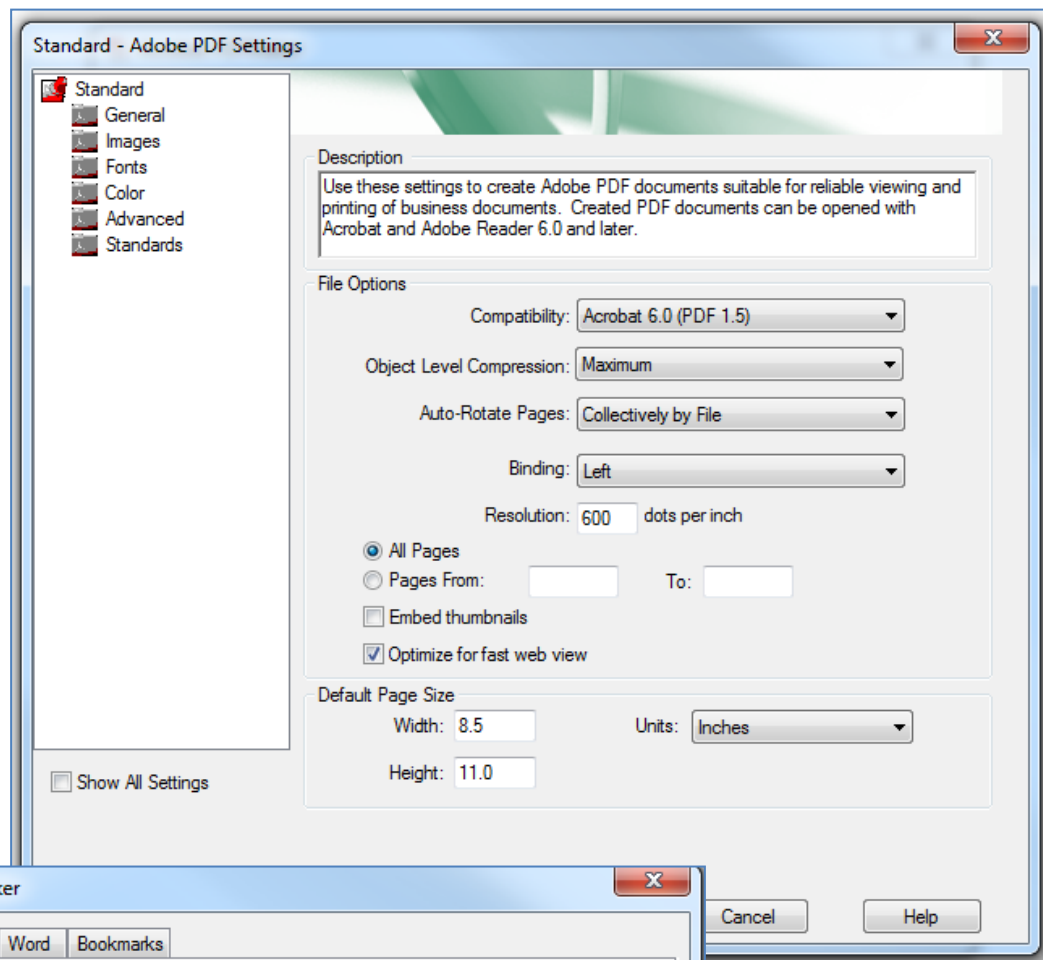 Standard - Adobe PDF Settings
Standard
General
Images
Fonts
Color
Advanced
Standards
Show All Settings
Description
Use these settings to create Adobe PDF documents suitable for reliable viewing and
printing of business documents. Created PDF documents can be opened with
Acrobat and Adobe Reader 6.0 and later.
File Options
Compatibility: Acrobat 6.0 (PDF 1.5)
Object Level Compression: Maximum
Auto-Rotate Pages: Collectively by File
Binding: Left
Resolution: 600 dots per inch
All Pages
Pages From: To:
Embed thumbnails
Optimize for fast web view
Default Page Size
Width: 8.5 Units: Inches
Height: 11.0
Cancel Help
ker
Word Bookmarks